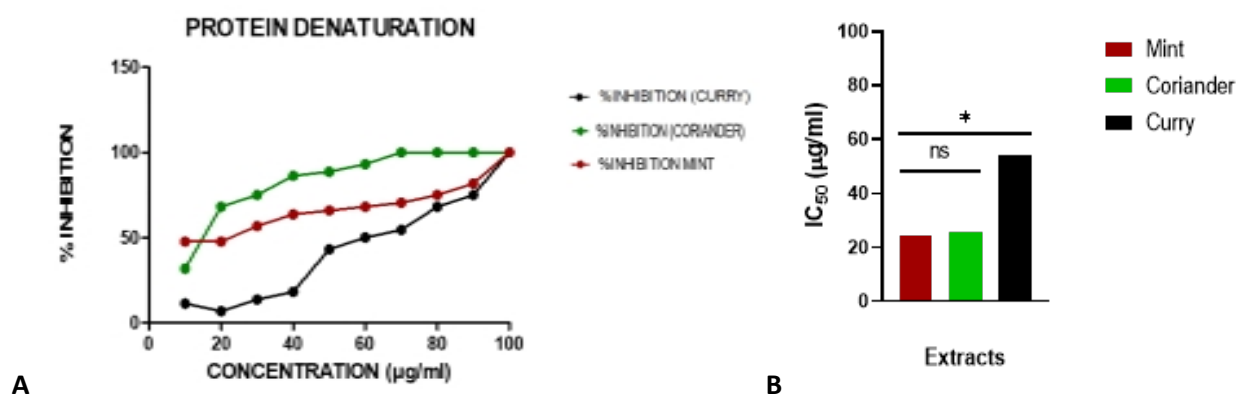 PROTEIN DENATURATION
150
100
50
0
% INHIBITION
0
20
40
60
80
100
CONCENTRATION (µg/ml)
%INHIBITION (CURRY)
%INHBITION (CORIANDER)
%INHIBITION MINT
A
100
80
60
40
20
0
IC50 (µg/ml)
*
ns
Extracts
Mint
Coriander
Curry
B